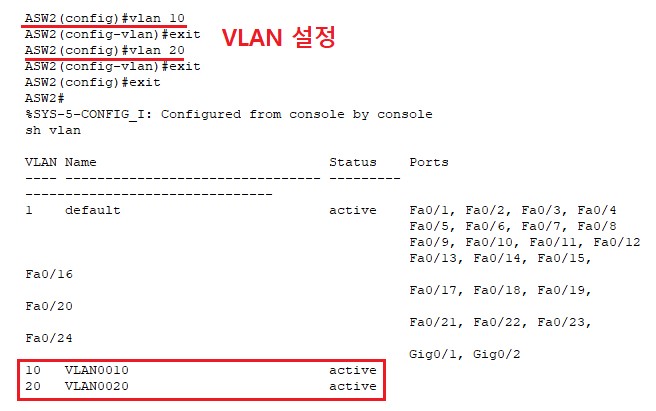 ASW2(config)#vlan 10
ASW2(config-vlan)#exit
VLAN 설정
ASW2(config)#vlan 20
ASW2(config-vlan)#exit
ASW2(config)#exit
ASW2#
%SYS-5-CONFIG_I: Configured from console by console
sh vlan
VLAN Name Status Ports
---- -------------------------------- ---------
-------------------------------
1 default active Fa0/1, Fa0/2, Fa0/3, Fa0/4
Fa0/5, Fa0/6, Fa0/7, Fa0/8
Fa0/9, Fa0/10, Fa0/11, Fa0/12
Fa0/13, Fa0/14, Fa0/15,
Fa0/16
Fa0/17, Fa0/18, Fa0/19,
Fa0/20
Fa0/21, Fa0/22, Fa0/23,
Fa0/24
Gig0/1, Gig0/2
10 VLAN0010 active
20 VLAN0020 active